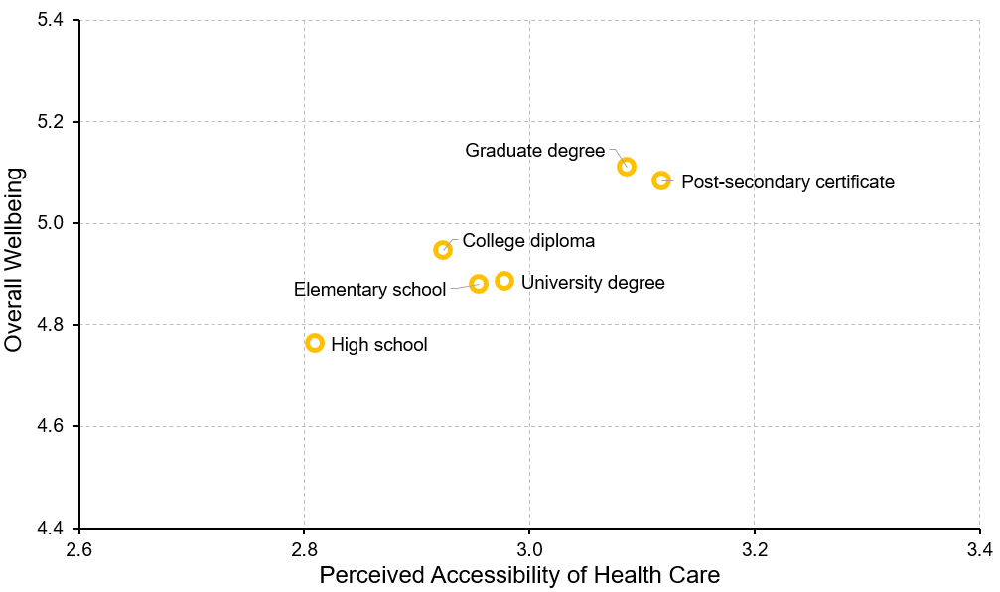 5.4
5.2
Graduate degree
Post-secondary certificate
5.0
College diploma
Elementary school
University degree
4.8
High school
4.6
4.4
2.6
2.8
3.0
3.2
3.4
Overall Wellbeing
Perceived Accessibility of Health Care